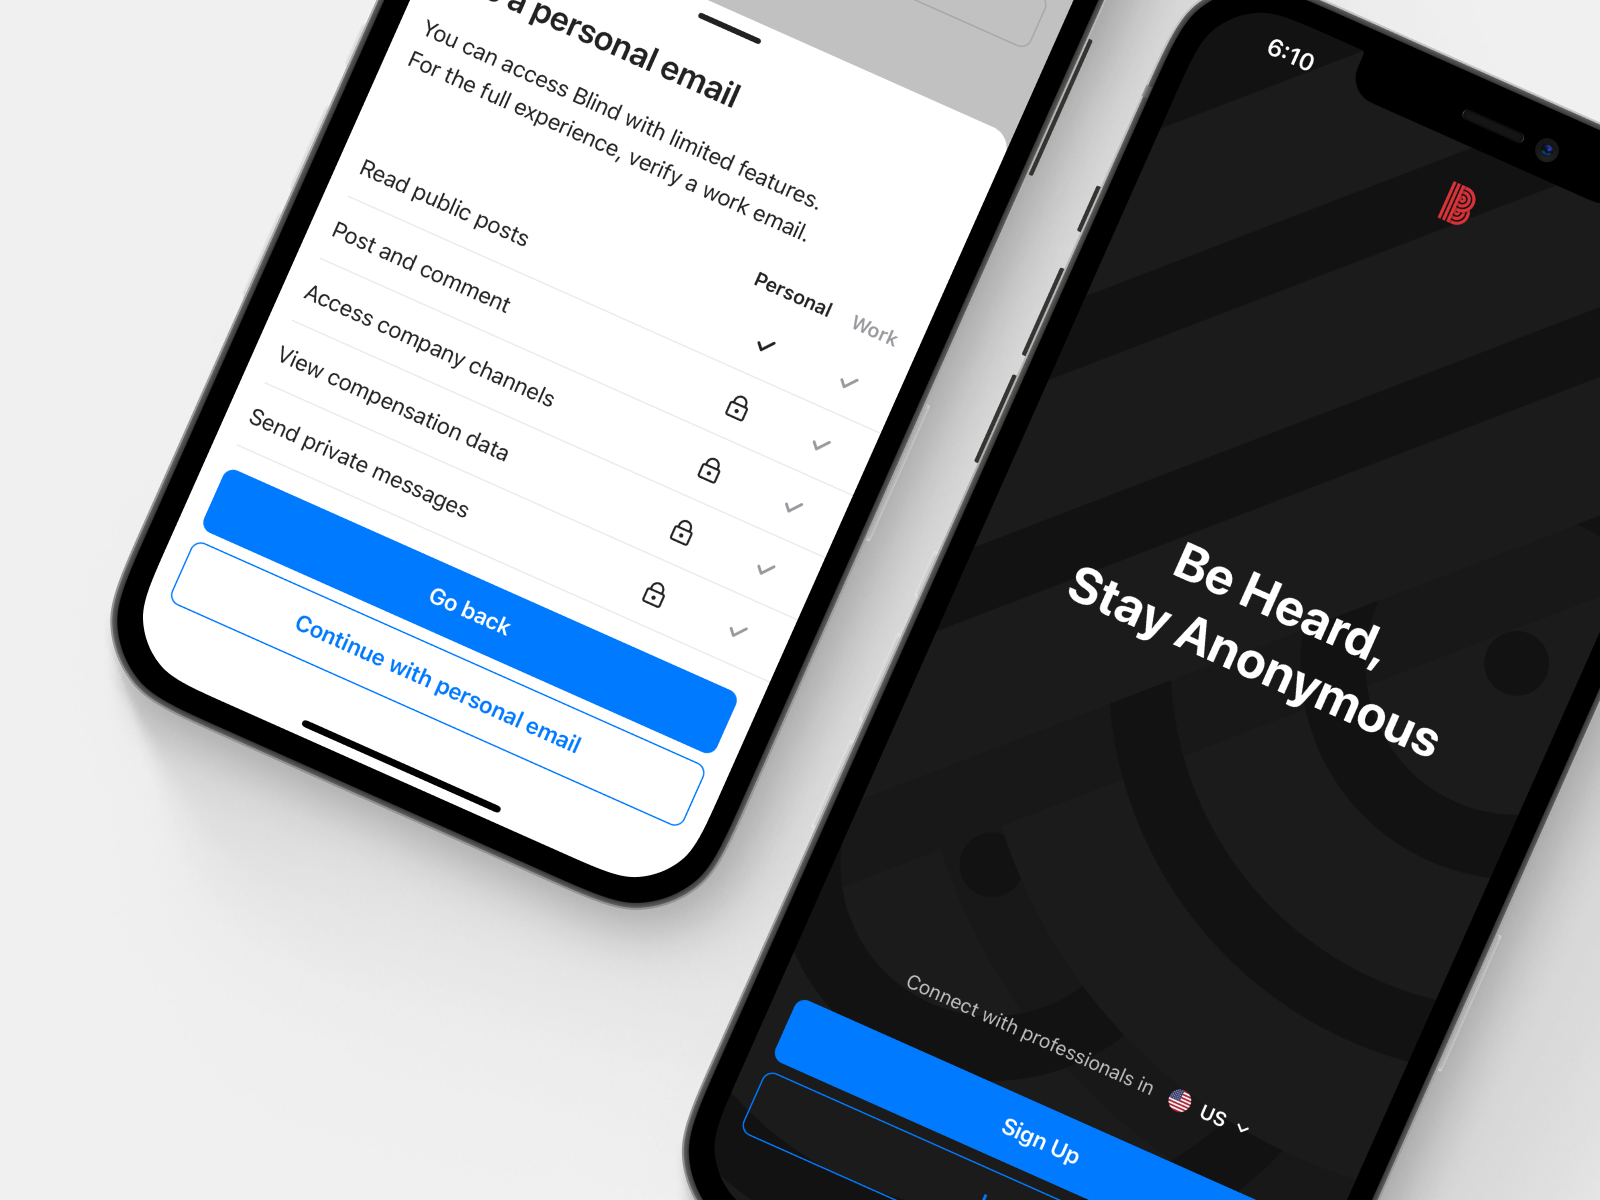 a personal email
You can access Blind with limited features.
For the full experience, verify a work email.
Personal Work
Read public posts
Post and comment
Access company channels
View compensation data
Send private messages
Go back
Continue with personal email
6:10
B
Be Heard,
Stay Anonymous
Connect with professionals in US
Sign Up